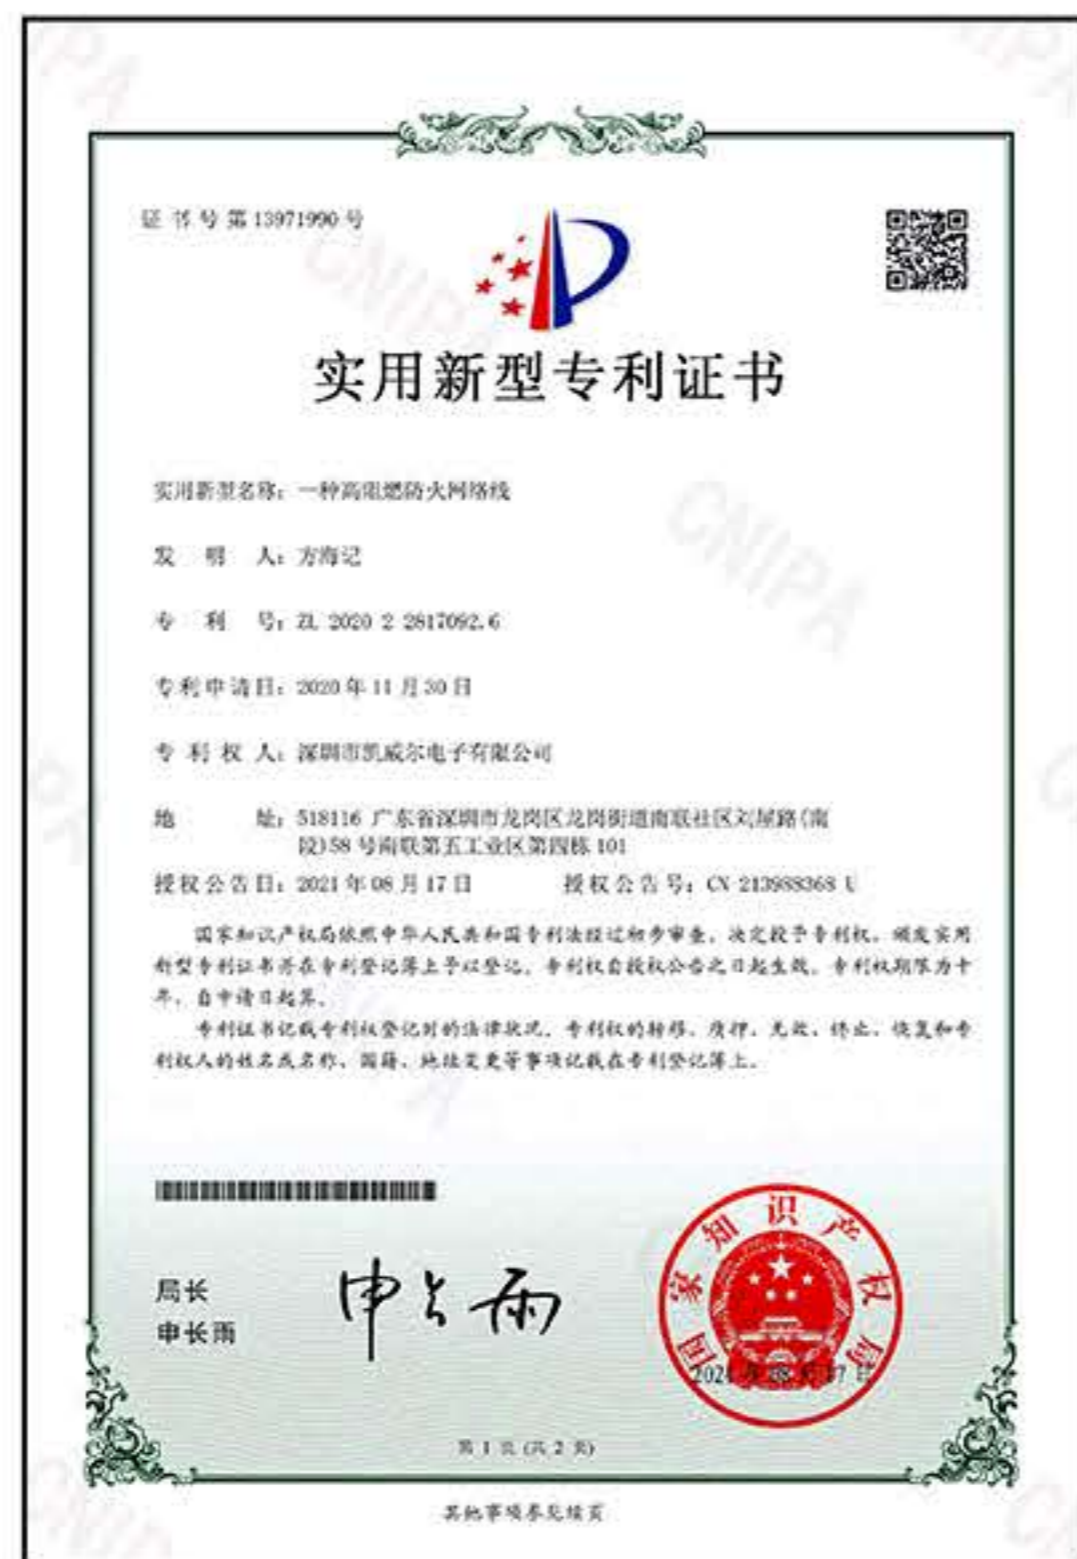 证书号第13971990号
实用新型专利证书
实用新型名称：一种高阻燃防火网络线
发明人：方海记
专利号：ZL 2020 2 2817092.6
专利申请日：2020年11月30日
专利权人：深圳市凯威尔电子有限公司
地址：518116 广东省深圳市龙岗区龙岗街道南联社区刘屋路(南
段)58号南联第五工业区第四栋101
授权公告日：2021年08月17日 授权公告号：CN 213988368 U
国家知识产权局依照中华人民共和国专利法经过初步审查，决定授予专利权，颁发实用
新型专利证书并在专利登记簿上予以登记。专利权自授权公告之日起生效。专利权期限为十
年，自申请日起算。
专利证书记载专利权登记时的法律状况。专利权的转移、质押、无效、终止、恢复和专
利权人的姓名或名称、国籍、地址变更等事项记载在专利登记簿上。
局长
申长雨
申长雨
国家知识产权局
2021年08月17日
第 1 页 (共 2 页)
其他事项参见续页
CNIPA